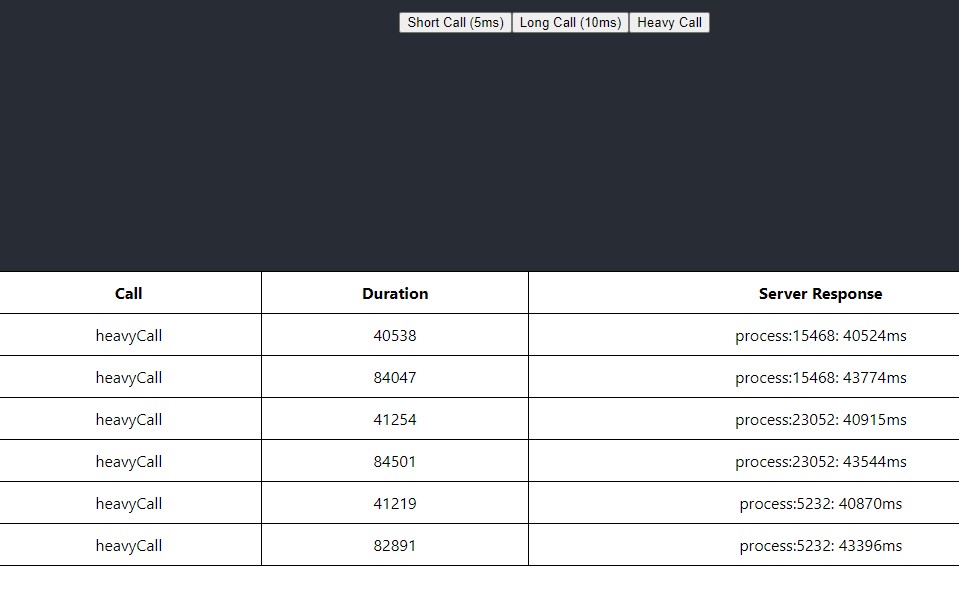 Short Call (5ms) Long Call (10ms) Heavy Call
Call Duration Server Response
heavyCall 40538 process:15468: 40524ms
heavyCall 84047 process:15468: 43774ms
heavyCall 41254 process:23052: 40915ms
heavyCall 84501 process:23052: 43544ms
heavyCall 41219 process:5232: 40870ms
heavyCall 82891 process:5232: 43396ms